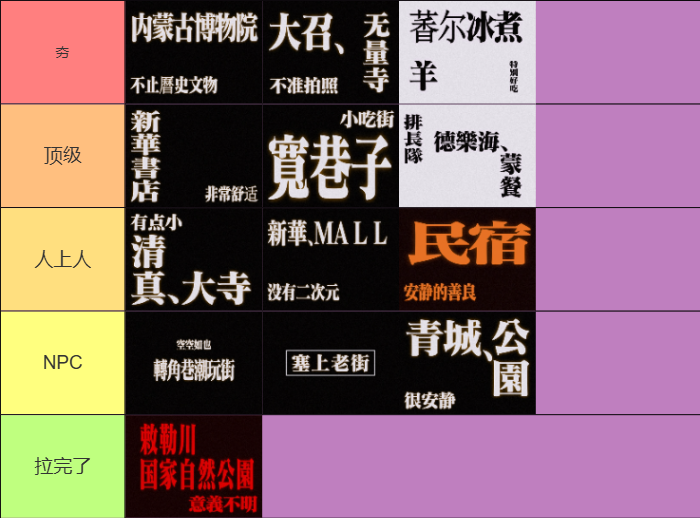 夯
内蒙古博物院
不止曆史文物
大召、
无量寺
不准拍照
蓍尔冰煮
羊
特别好吃
顶级
新華書店
非常舒适
小吃街
寬巷子
排長隊
德樂海、
蒙餐
人上人
有点小
清
真、大寺
新華、MALL
没有二次元
民宿
安静的善良
NPC
空空如也
轉角巷潮玩街
塞上老街
青城、公園
很安静
拉完了
敕勒川
国家自然公園
意義不明